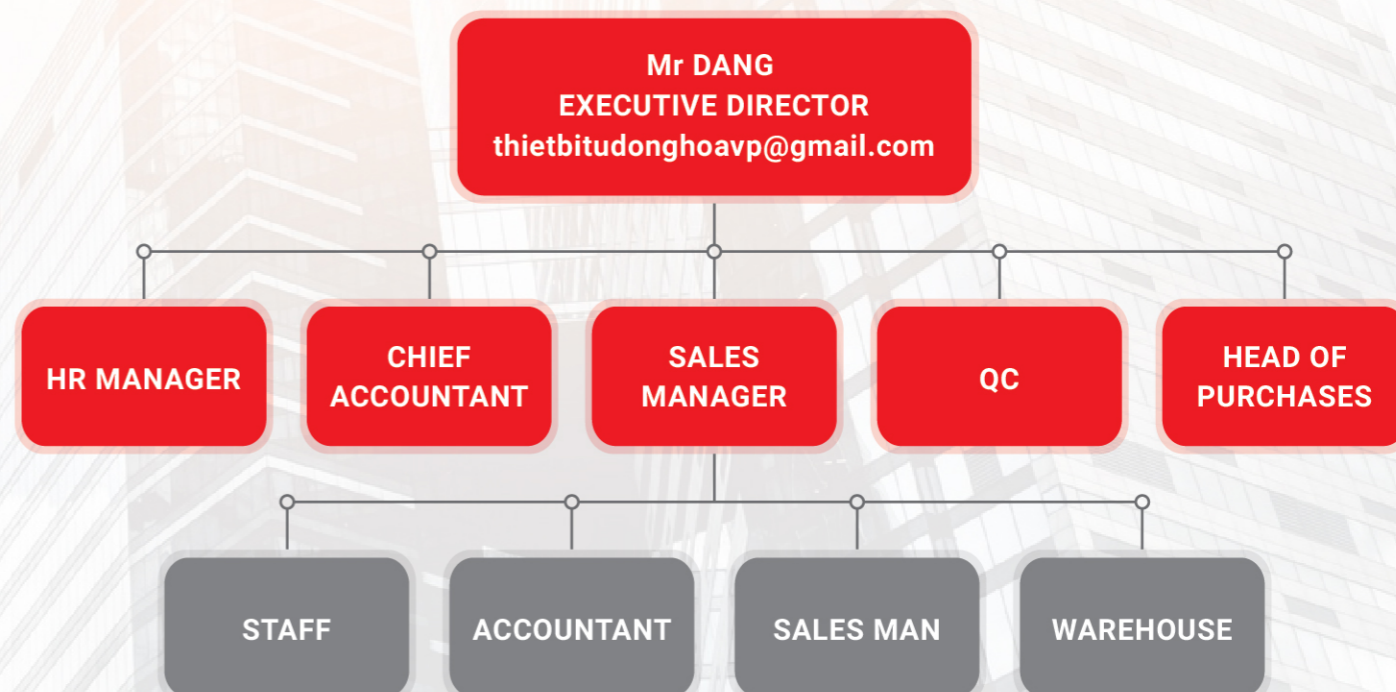 Mr DANG
EXECUTIVE DIRECTOR
thietbitudonghoavp@gmail.com
HR MANAGER
CHIEF
ACCOUNTANT
SALES
MANAGER
QC
HEAD OF
PURCHASES
STAFF
ACCOUNTANT
SALES MAN
WAREHOUSE